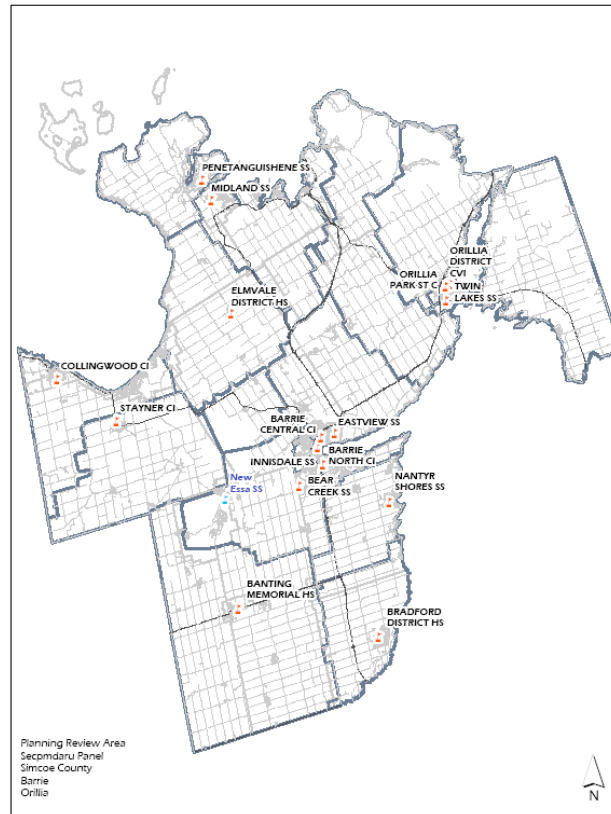 PENETANGUISHENE SS
MIDLAND SS
ORILLIA
DISTRICT
CVI
ORILLIA
PARK ST C
TWIN
LAKES SS
ELMVALE
DISTRICT HS
COLLINGWOOD CI
STAYNER CI
BARRIE
CENTRAL CI
EASTVIEW SS
BARRIE
NORTH CI
INNISDALE SS
BEAR
CREEK SS
NANTYR
SHORES SS
New
Essa SS
BANTING
MEMORIAL HS
BRADFORD
DISTRICT HS
Planning Review Area
Secpmdaru Panel
Simcoe County
Barrie
Orillia
N